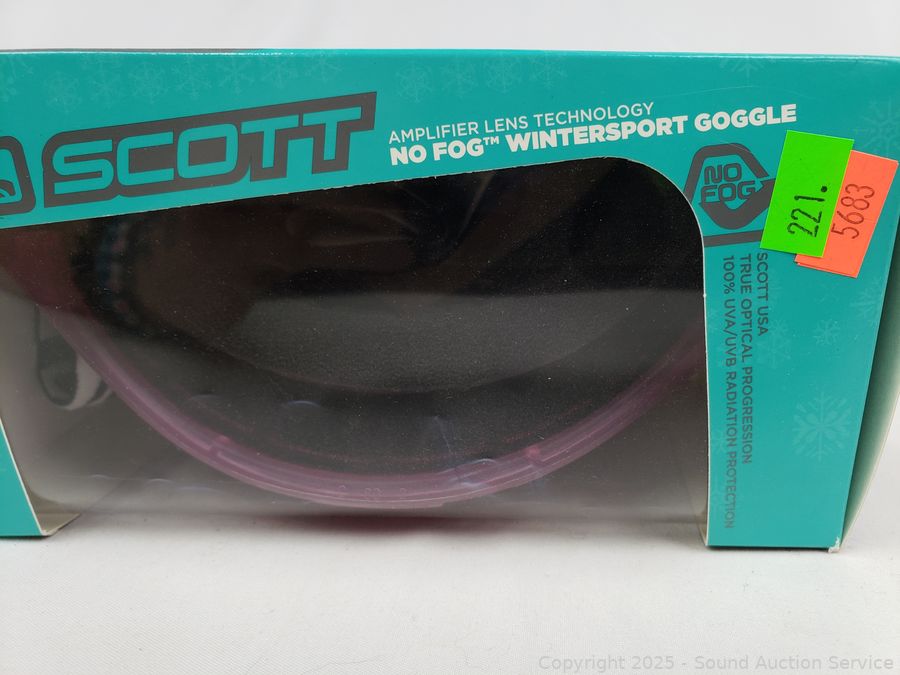 SCOTT
AMPLIFIER LENS TECHNOLOGY
NO FOG™ WINTERSPORT GOGGLE
NO
FOG
221.
5683
SCOTT USA
TRUE OPTICAL PROGRESSION
100% UVA/UVB RADIATION PROTECTION
Copyright 2025 - Sound Auction Service